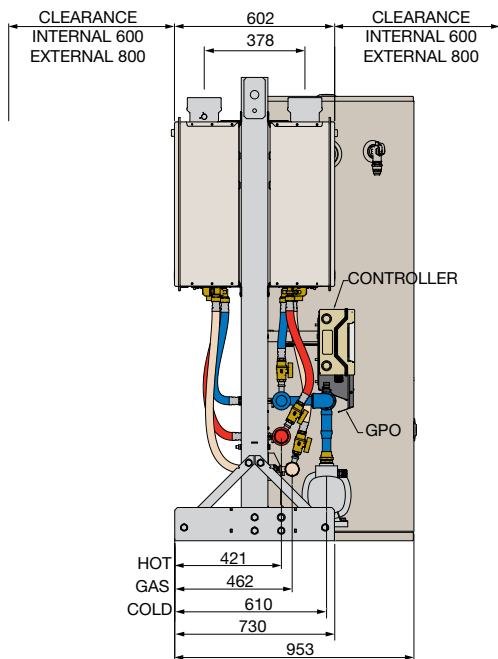 CLEARANCE
INTERNAL 600
EXTERNAL 800
602
378
CLEARANCE
INTERNAL 600
EXTERNAL 800
CONTROLLER
GPO
HOT 421
GAS 462
COLD 610
730
953